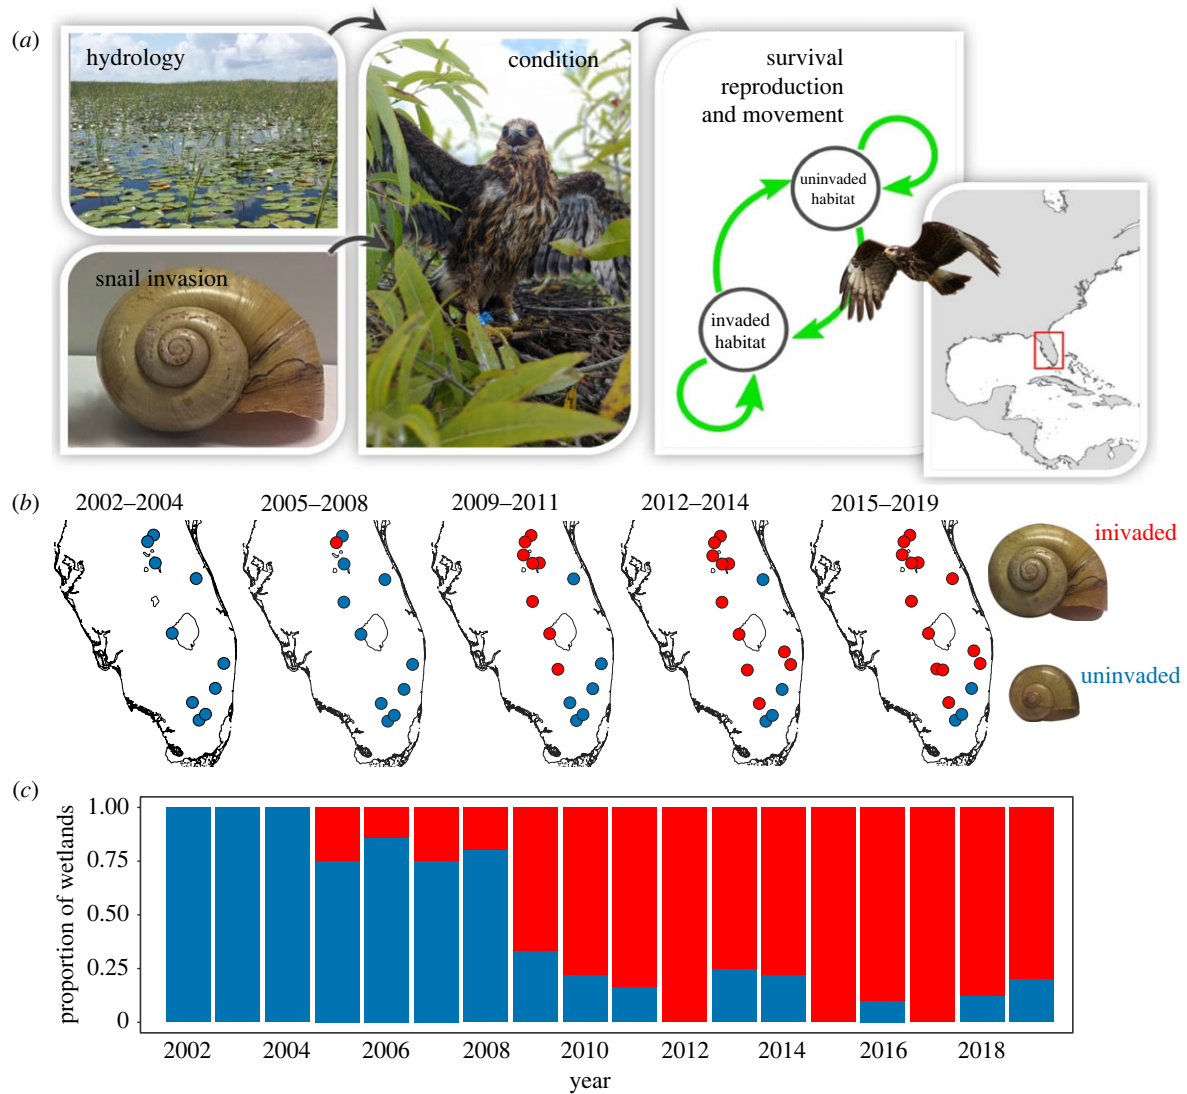 (a)
hydrology
snail invasion
condition
survival
reproduction
and movement
uninvaded
habitat
invaded
habitat
(b)
2002–2004
2005–2008
2009–2011
2012–2014
2015–2019
inivaded
uninvaded
(c)
proportion of wetlands
1.00
0.75
0.50
0.25
0
2002
2004
2006
2008
2010
2012
2014
2016
2018
year